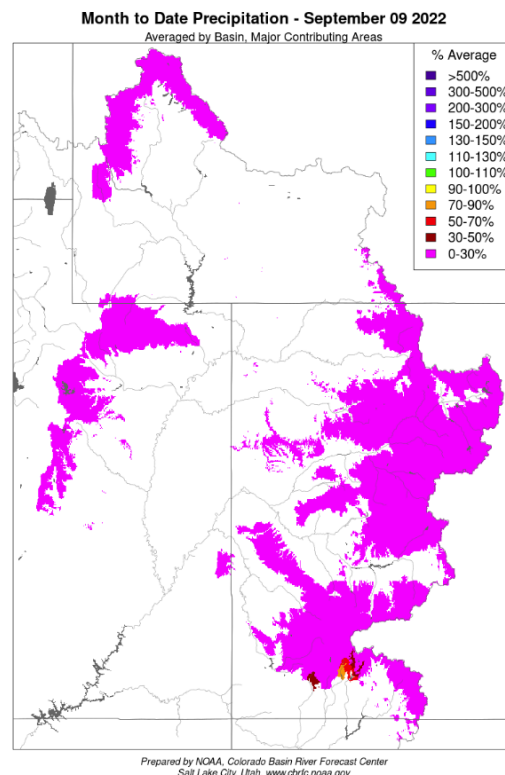 Month to Date Precipitation - September 09 2022
Averaged by Basin, Major Contributing Areas
% Average
>500%
300-500%
200-300%
150-200%
130-150%
110-130%
100-110%
90-100%
70-90%
50-70%
30-50%
0-30%
Prepared by NOAA, Colorado Basin River Forecast Center
Salt Lake City, Utah, www.cbrfc.noaa.gov